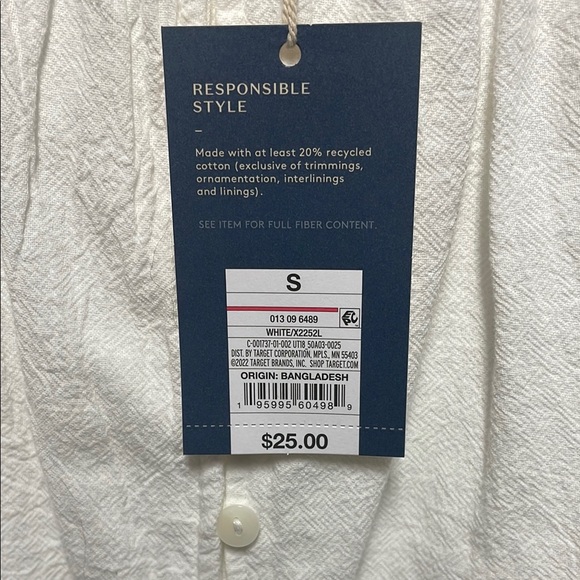 RESPONSIBLE
STYLE
–
Made with at least 20% recycled
cotton (exclusive of trimmings,
ornamentation, interlinings
and linings).
SEE ITEM FOR FULL FIBER CONTENT.
S
013 09 6489
WHITE/X2252L
C-001737-01-002 UT18_50A03-0025
DIST. BY TARGET CORPORATION, MPLS., MN 55403
©2022 TARGET BRANDS, INC. SHOP TARGET.COM
ORIGIN: BANGLADESH
1 95995 60498 9
$25.00